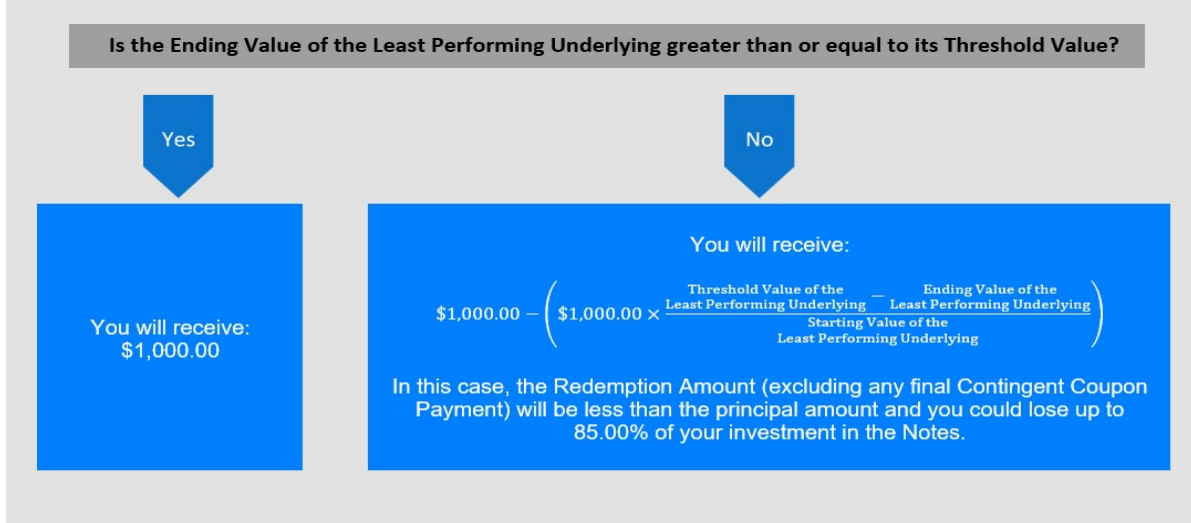 Is the Ending Value of the Least Performing Underlying greater than or equal to its Threshold Value?
Yes
No
You will receive:
$1,000.00
You will receive:
$1,000.00 − ($1,000.00 ×
Threshold Value of the
Least Performing Underlying
−
Ending Value of the
Least Performing Underlying
Starting Value of the
Least Performing Underlying
)
In this case, the Redemption Amount (excluding any final Contingent Coupon
Payment) will be less than the principal amount and you could lose up to
85.00% of your investment in the Notes.